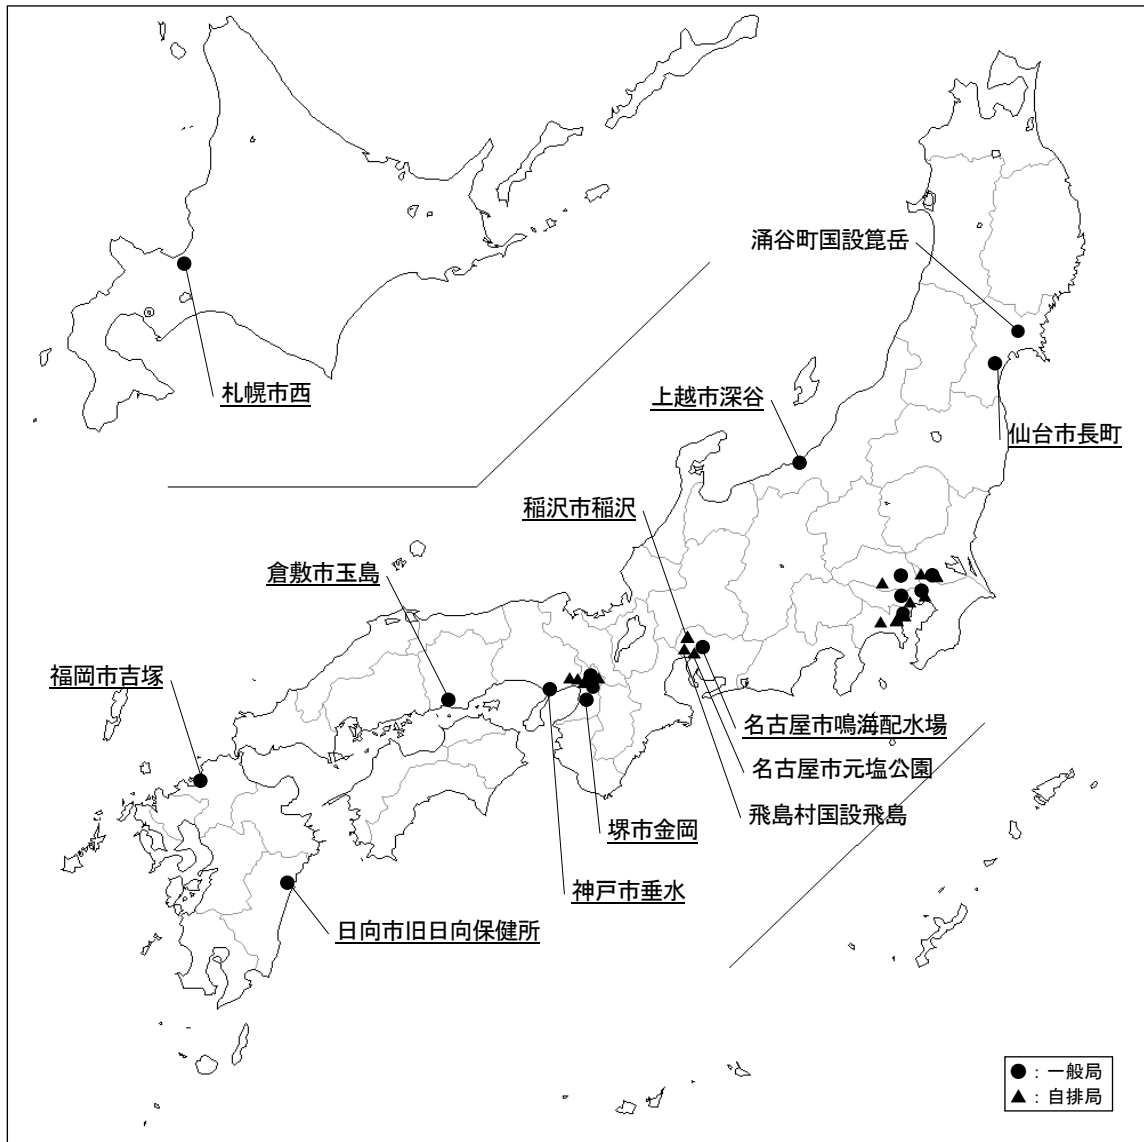 涌谷町国設箟岳
札幌市西
上越市深谷
仙台市長町
稲沢市稲沢
倉敷市玉島
福岡市吉塚
名古屋市鳴海配水場
名古屋市元塩公園
飛島村国設飛島
堺市金岡
神戸市垂水
日向市旧日向保健所
●：一般局
▲：自排局